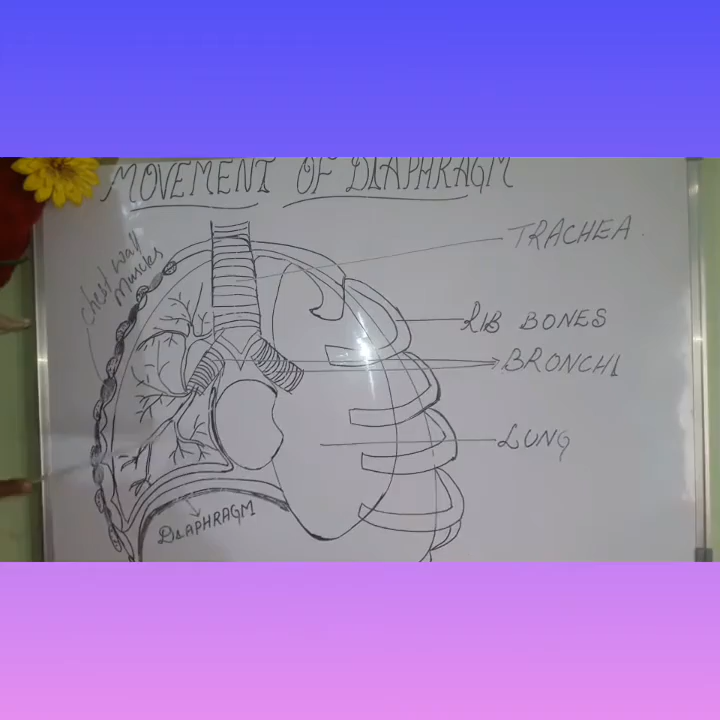 MOVEMENT OF DIAPHRAGM
Chest wall
Muscles
TRACHEA
RIB BONES
BRONCHI
LUNG
DIAPHRAGM